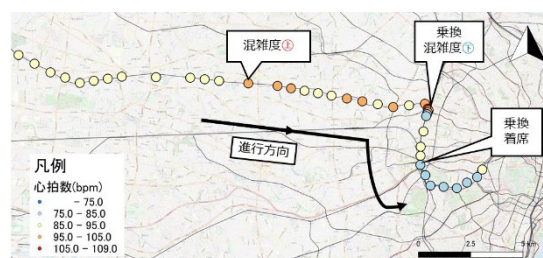 混雑度㊤
乗換
混雑度㊦
乗換
着席
進行方向
凡例
心拍数(bpm)
- 75.0
75.0 - 85.0
85.0 - 95.0
95.0 - 105.0
105.0 - 109.0
0 2.5 5 km